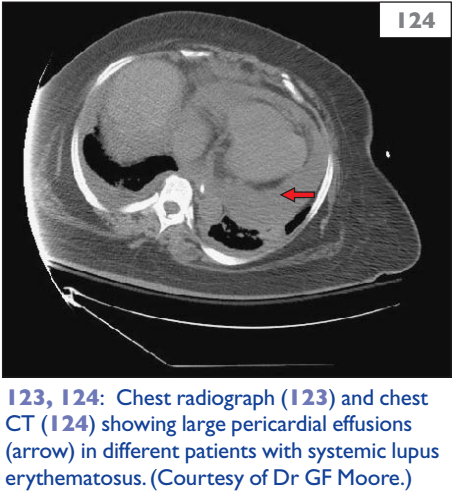 124
123, 124: Chest radiograph (123) and chest
CT (124) showing large pericardial effusions
(arrow) in different patients with systemic lupus
erythematosus. (Courtesy of Dr GF Moore.)